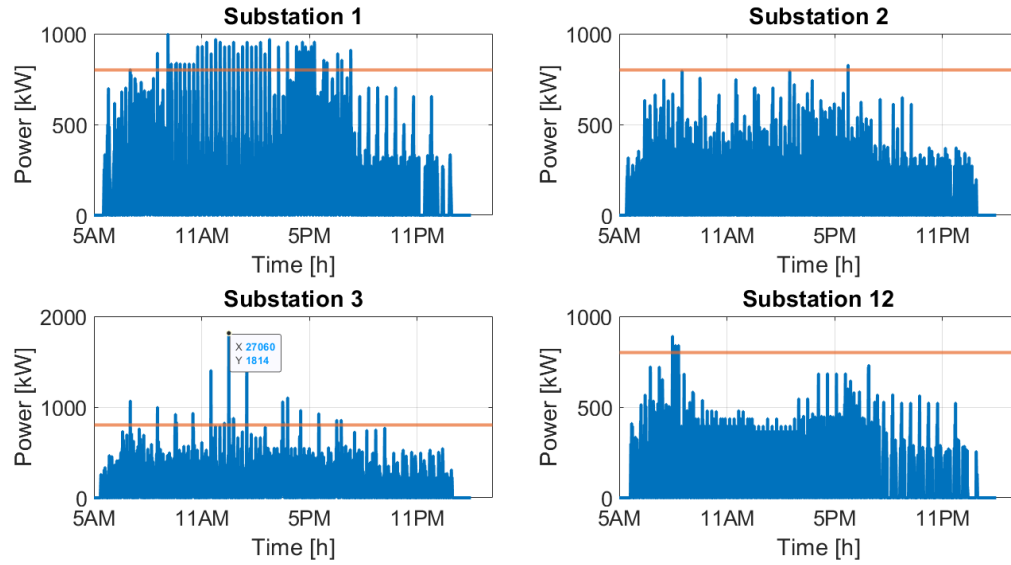 Substation 1
1000
500
0
Power [kW]
5AM
11AM
5PM
11PM
Time [h]
Substation 2
1000
500
0
Power [kW]
5AM
11AM
5PM
11PM
Time [h]
Substation 3
2000
1000
0
Power [kW]
X 27060
Y 1814
5AM
11AM
5PM
11PM
Time [h]
Substation 12
1000
500
0
Power [kW]
5AM
11AM
5PM
11PM
Time [h]